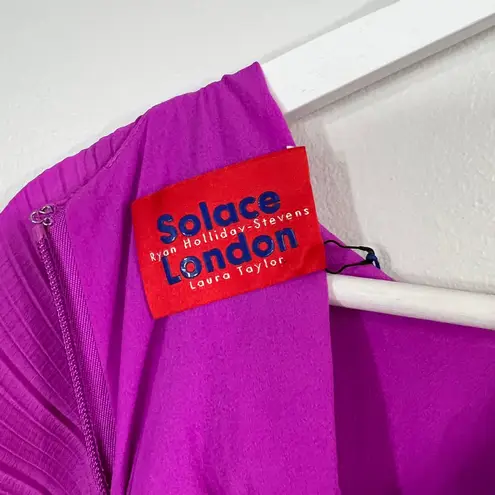 Solace
Ryan Holliday-Stevens
London
Laura Taylor